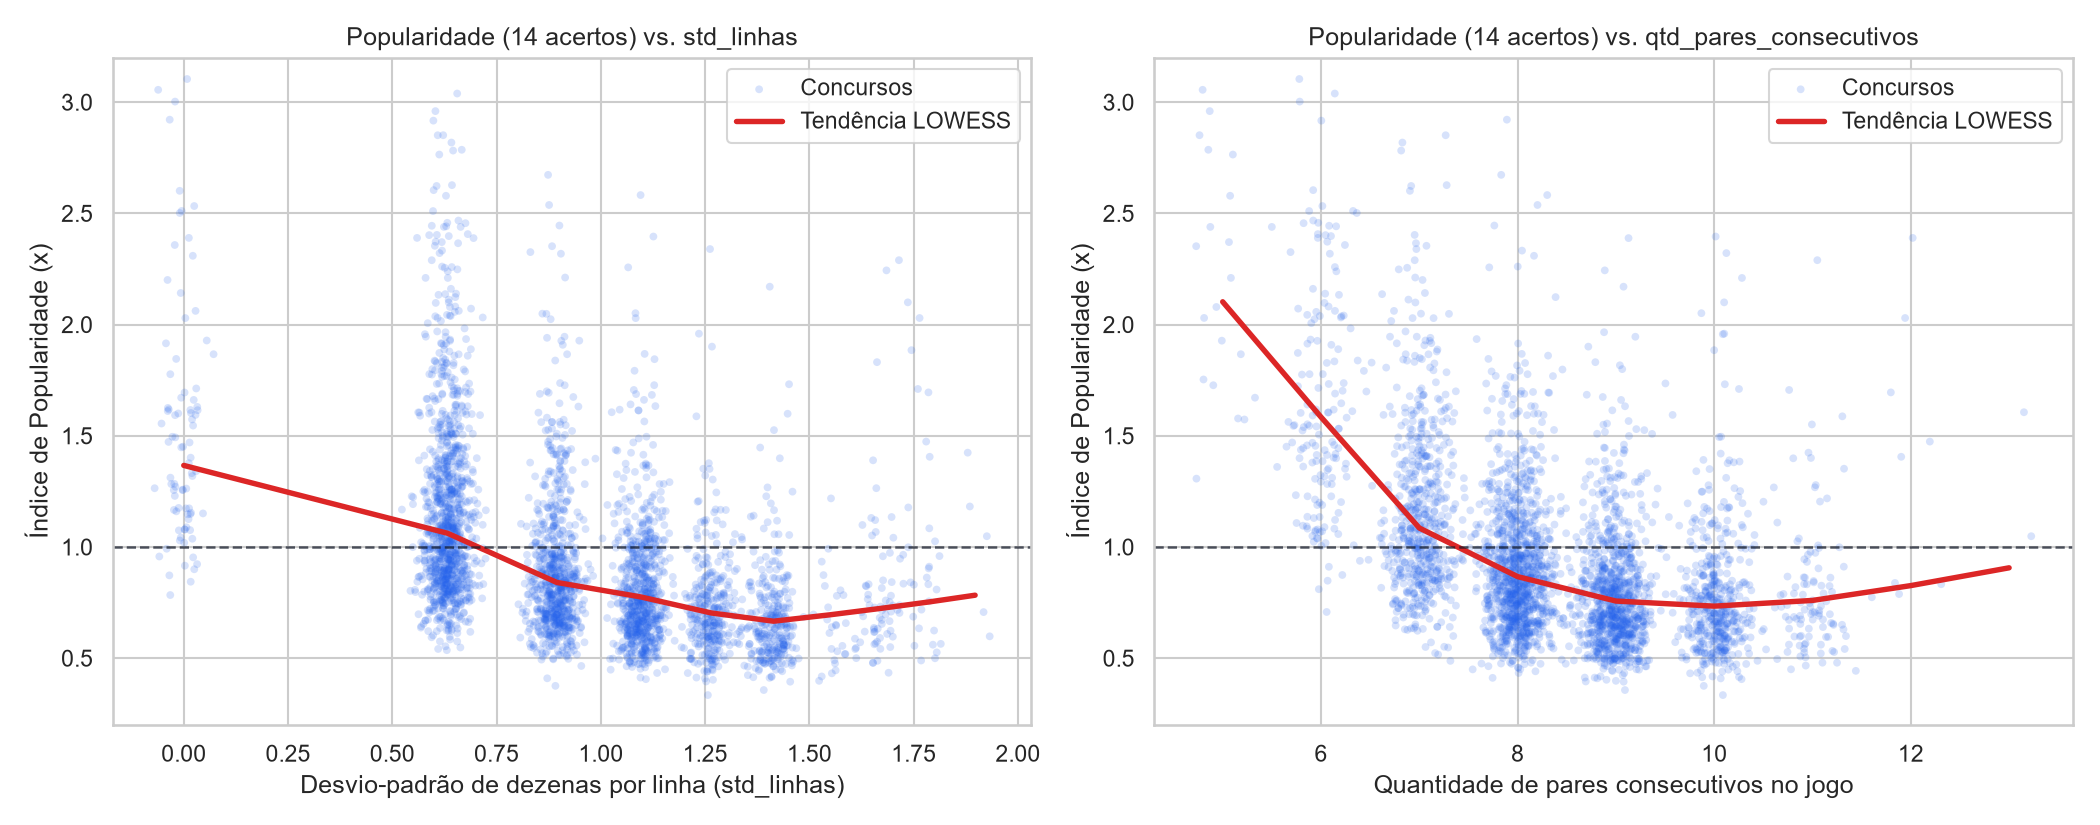 Popularidade (14 acertos) vs. std_linhas
Concursos
Tendência LOWESS
Índice de Popularidade (x)
3.0
2.5
2.0
1.5
1.0
0.5
0.00 0.25 0.50 0.75 1.00 1.25 1.50 1.75 2.00
Desvio-padrão de dezenas por linha (std_linhas)
Popularidade (14 acertos) vs. qtd_pares_consecutivos
Concursos
Tendência LOWESS
Índice de Popularidade (x)
3.0
2.5
2.0
1.5
1.0
0.5
6 8 10 12
Quantidade de pares consecutivos no jogo